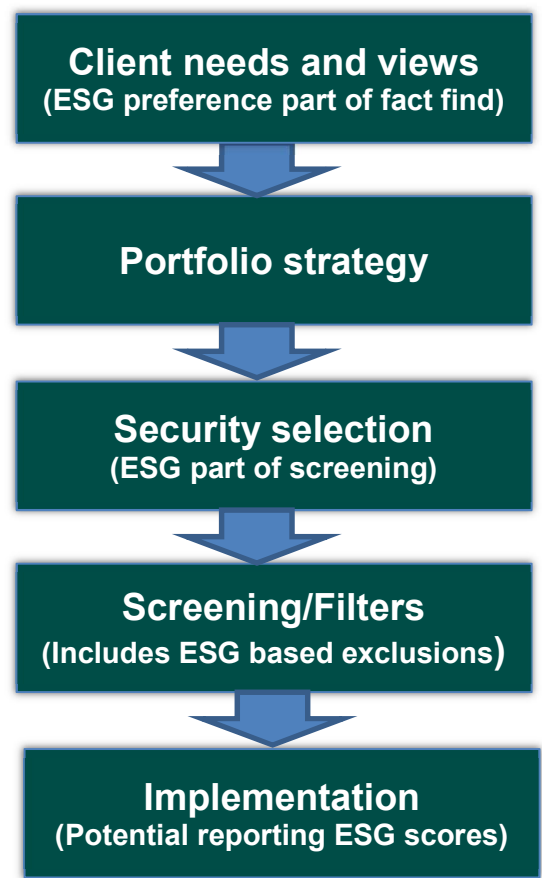 Client needs and views
(ESG preference part of fact find)
Portfolio strategy
Security selection
(ESG part of screening)
Screening/Filters
(Includes ESG based exclusions)
Implementation
(Potential reporting ESG scores)